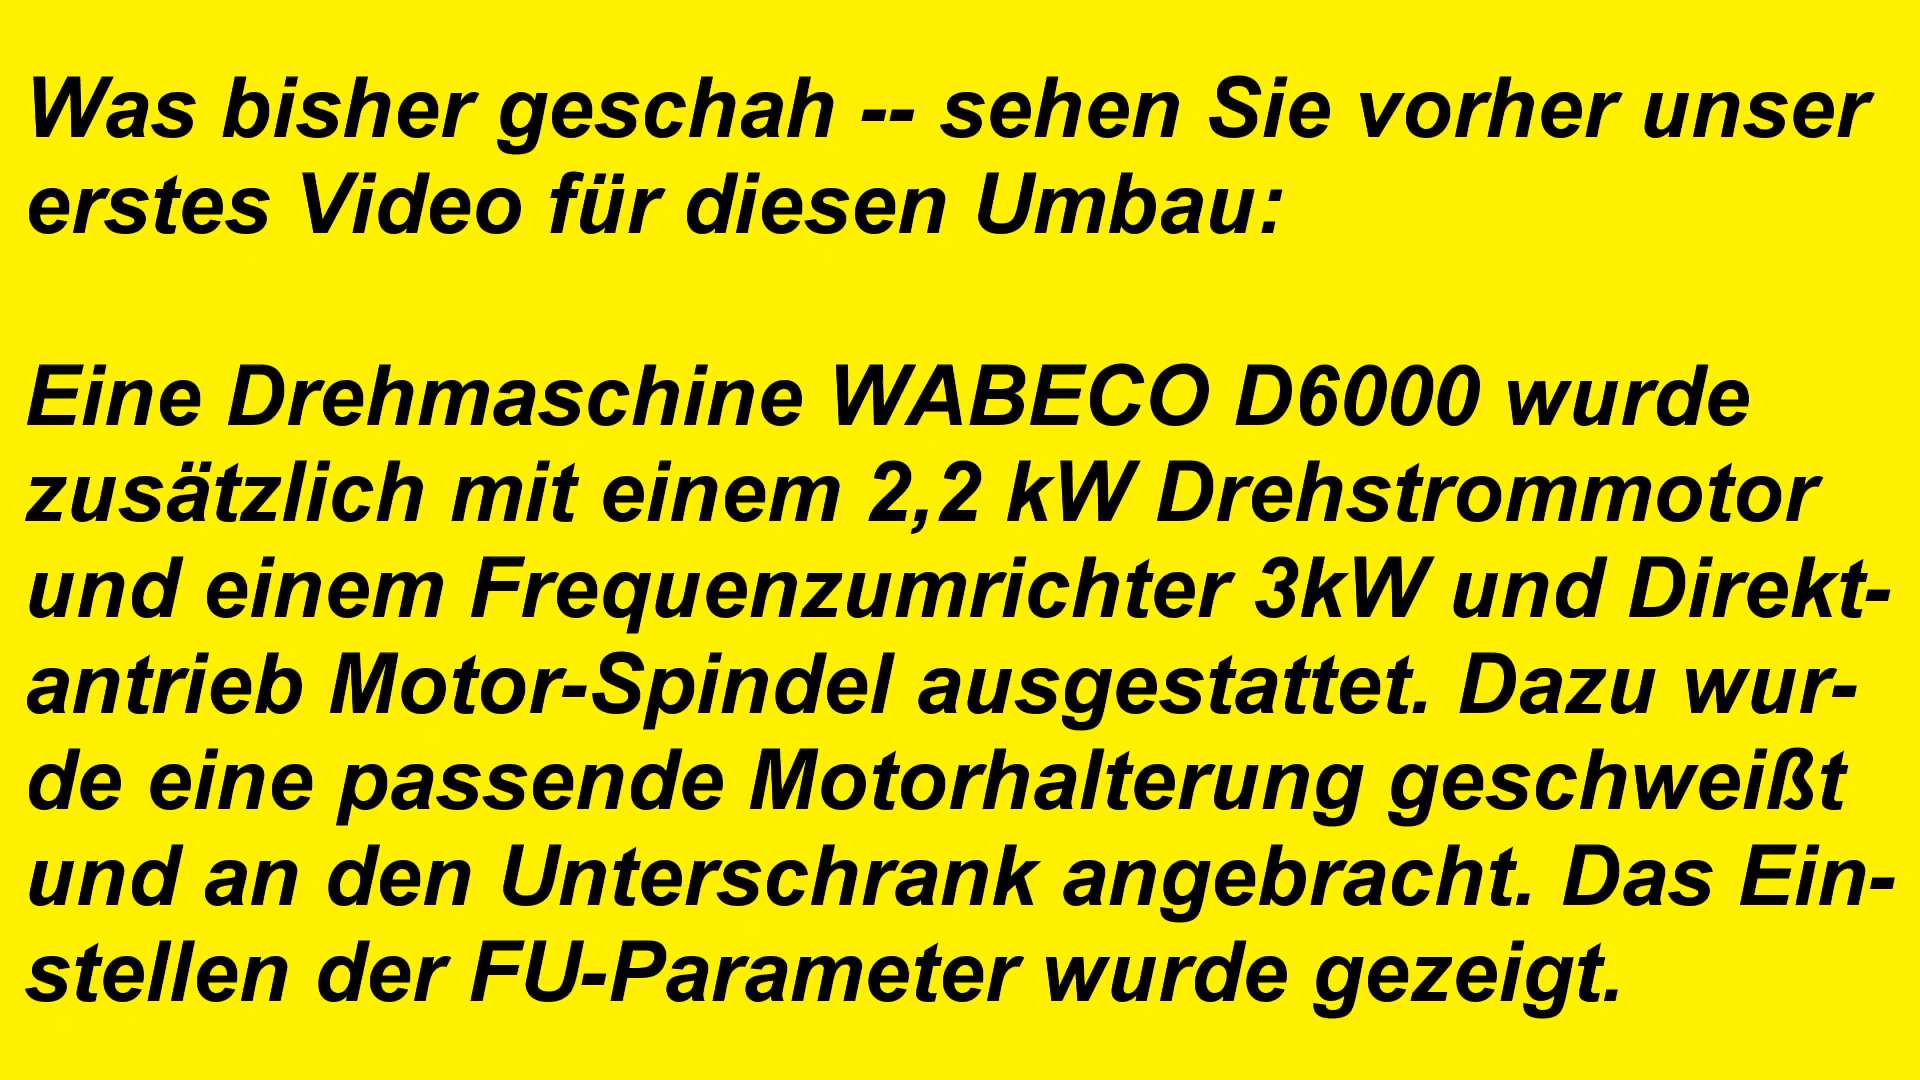 Was bisher geschah -- sehen Sie vorher unser
erstes Video für diesen Umbau:
Eine Drehmaschine WABECO D6000 wurde
zusätzlich mit einem 2,2 kW Drehstrommotor
und einem Frequenzumrichter 3kW und Direkt-
antrieb Motor-Spindel ausgestattet. Dazu wur-
de eine passende Motorhalterung geschweißt
und an den Unterschrank angebracht. Das Ein-
stellen der FU-Parameter wurde gezeigt.